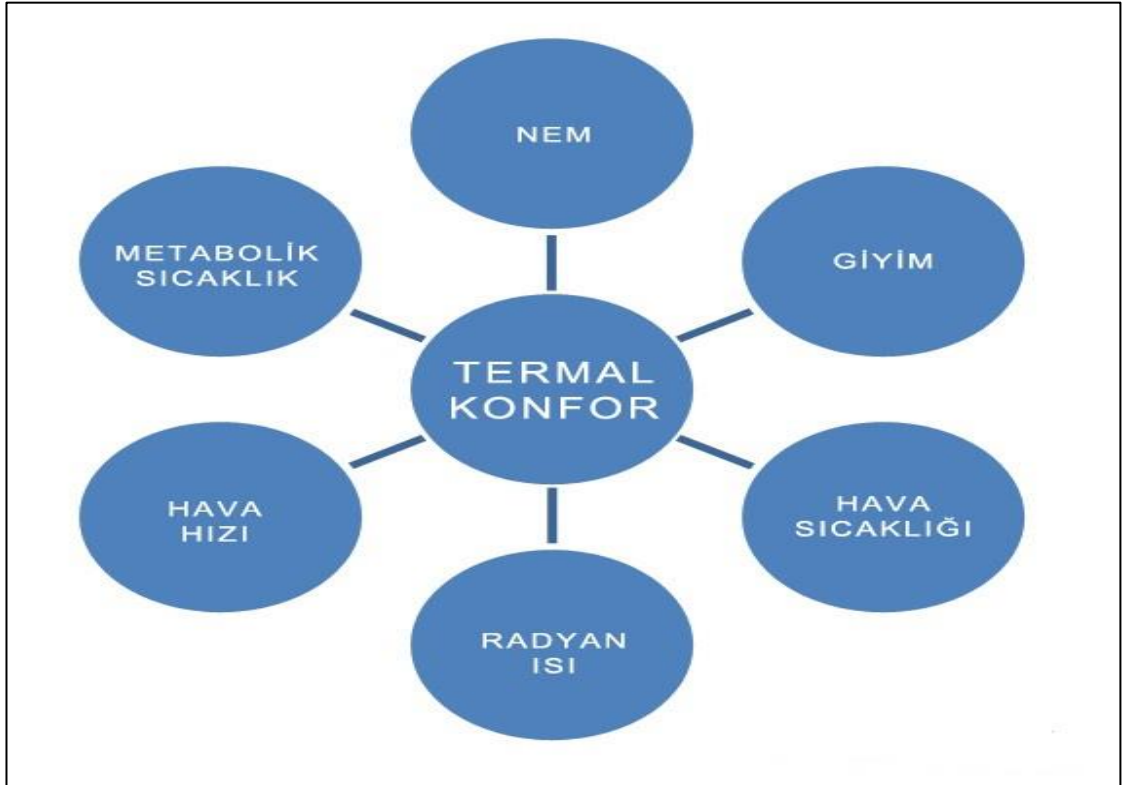 NEM
METABOLİK
SICAKLIK
GİYİM
TERMAL
KONFOR
HAVA
HIZI
HAVA
SICAKLIĞI
RADYAN
ISI